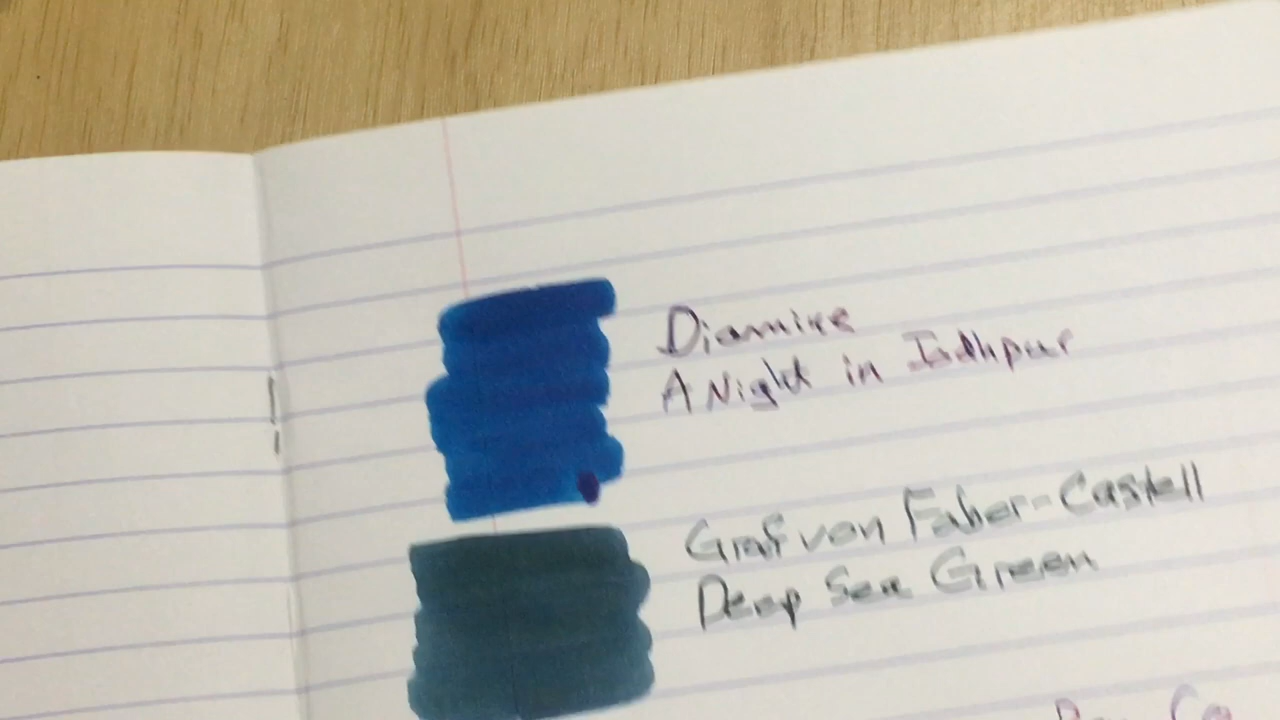 Diamine
A Night in Jodhpur
Graf von Faber-Castell
Deep Sea Green